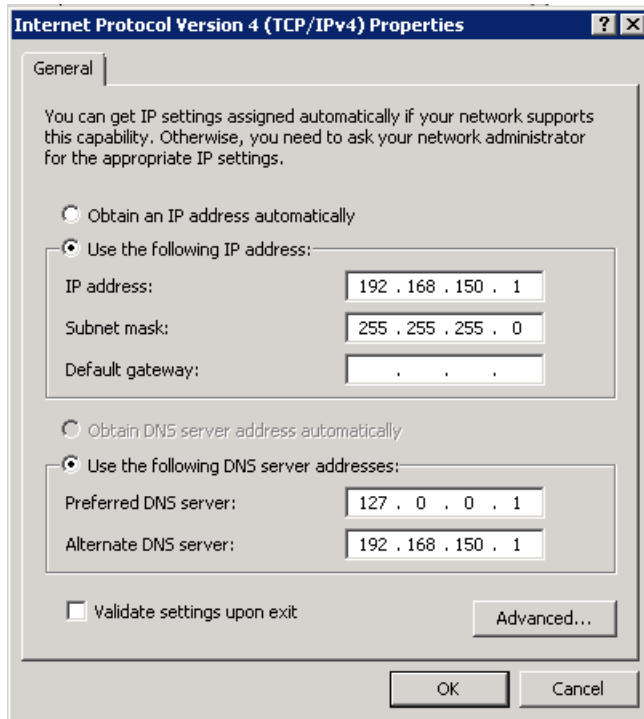 Internet Protocol Version 4 (TCP/IPv4) Properties
General
You can get IP settings assigned automatically if your network supports
this capability. Otherwise, you need to ask your network administrator
for the appropriate IP settings.
Obtain an IP address automatically
Use the following IP address:
IP address: 192 . 168 . 150 . 1
Subnet mask: 255 . 255 . 255 . 0
Default gateway: . . .
Obtain DNS server address automatically
Use the following DNS server addresses:
Preferred DNS server: 127 . 0 . 0 . 1
Alternate DNS server: 192 . 168 . 150 . 1
Validate settings upon exit
Advanced...
OK Cancel